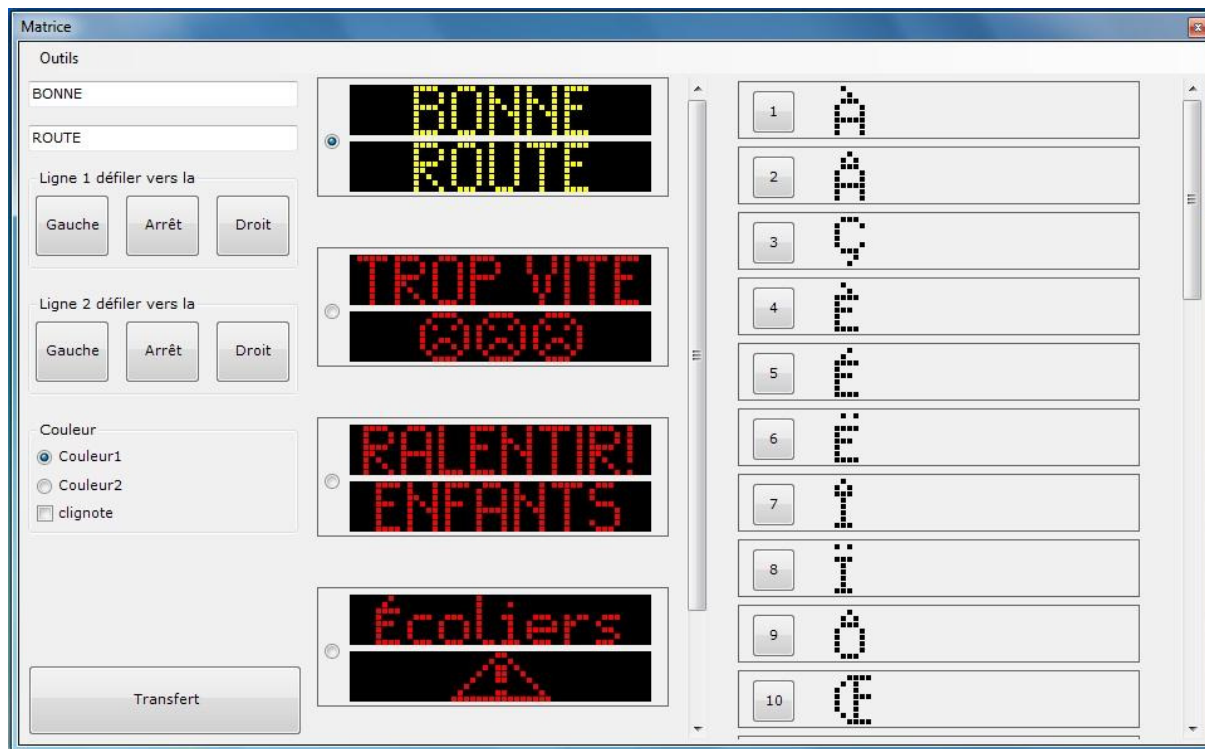 Matrice
Outils
BONNE
ROUTE
Ligne 1 défiler vers la
Gauche
Arrêt
Droit
Ligne 2 défiler vers la
Gauche
Arrêt
Droit
Couleur
Couleur1
Couleur2
clignote
Transfert
BONNE
ROUTE
TROP VITE
RALENTIR!
ENFANTS
Écoliers
1 À
2 Â
3 Ç
4 È
5 É
6 Ë
7 Î
8 Ï
9 Ô
10 Œ